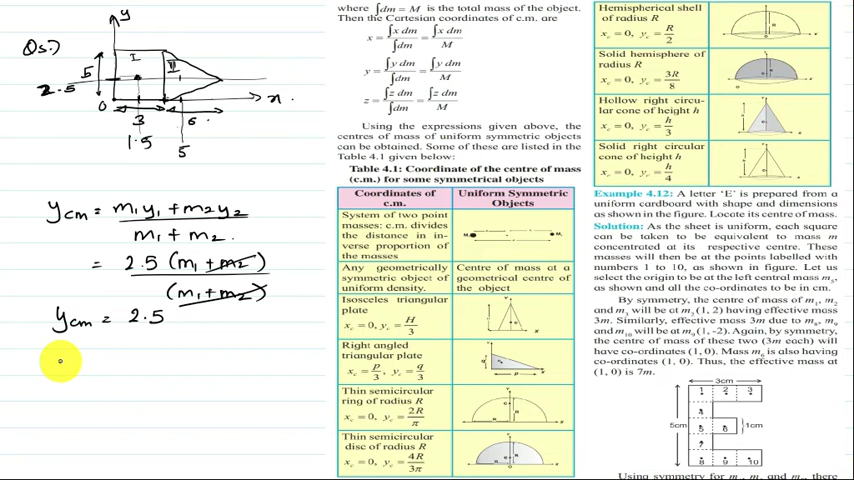 Qs:)
y
I
II
5
2.5
0
3
6
x
1.5
5
ycm = m1y1 + m2y2
m1 + m2
= 2.5 (m1 + m2)
(m1 + m2)
ycm = 2.5
where ∫dm = M is the total mass of the object.
Then the Cartesian coordinates of c.m. are
x = ∫x dm / ∫dm = ∫x dm / M
y = ∫y dm / ∫dm = ∫y dm / M
z = ∫z dm / ∫dm = ∫z dm / M
Using the expressions given above, the
centres of mass of uniform symmetric objects
can be obtained. Some of these are listed in the
Table 4.1 given below:
Table 4.1: Coordinate of the centre of mass
(c.m.) for some symmetrical objects
Coordinates of
c.m.
Uniform Symmetric
Objects
System of two point
masses: c.m. divides
the distance in in-
verse proportion of
the masses
Any geometrically
symmetric object of
uniform density.
Centre of mass at a
geometrical centre of
the object
Isosceles triangular
plate
xc = 0, yc = H/3
Right angled
triangular plate
xc = p/3, yc = q/3
Thin semicircular
ring of radius R
xc = 0, yc = 2R/π
Thin semicircular
disc of radius R
xc = 0, yc = 4R/3π
Hemispherical shell
of radius R
xc = 0, yc = R/2
Solid hemisphere of
radius R
xc = 0, yc = 3R/8
Hollow right circu-
lar cone of height h
xc = 0, yc = h/3
Solid right circular
cone of height h
xc = 0, yc = h/4
Example 4.12: A letter 'E' is prepared from a
uniform cardboard with shape and dimensions
as shown in the figure. Locate its centre of mass.
Solution: As the sheet is uniform, each square
can be taken to be equivalent to mass m
concentrated at its respective centre. These
masses will then be at the points labelled with
numbers 1 to 10, as shown in figure. Let us
select the origin to be at the left central mass m5,
as shown and all the co-ordinates to be in cm.
By symmetry, the centre of mass of m1, m2
and m3 will be at m2 (1, 2) having effective mass
3m. Similarly, effective mass 3m due to m8, m9
and m10 will be at m9 (1, -2). Again, by symmetry,
the centre of mass of these two (3m each) will
have co-ordinates (1, 0). Mass m6 is also having
co-ordinates (1, 0). Thus, the effective mass at
(1, 0) is 7m.
3cm
1 2 3
4
5cm
5 6
1cm
7
8 9 10
Using symmetry for m